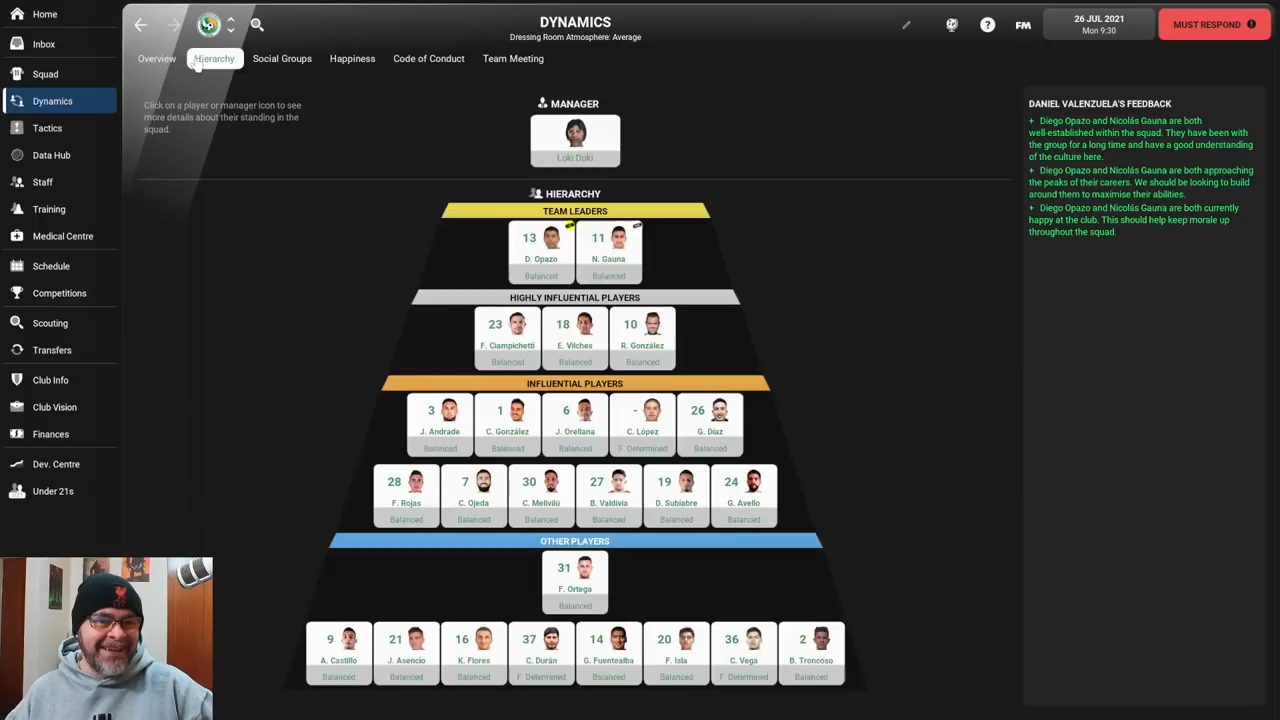 Home
Inbox
Squad
Dynamics
Tactics
Data Hub
Staff
Training
Medical Centre
Schedule
Competitions
Scouting
Transfers
Club Info
Club Vision
Finances
Dev. Centre
Under 21s
DYNAMICS
Dressing Room Atmosphere: Average
FM
26 JUL 2021
Mon 9:30
MUST RESPOND
Overview
Hierarchy
Social Groups
Happiness
Code of Conduct
Team Meeting
Click on a player or manager icon to see
more details about their standing in the
squad.
MANAGER
Loki Doki
HIERARCHY
TEAM LEADERS
13 11
D. Opazo N. Gauna
Balanced Balanced
HIGHLY INFLUENTIAL PLAYERS
23 18 10
F. Ciampichetti E. Vilches R. González
Balanced Balanced Balanced
INFLUENTIAL PLAYERS
3 1 6 - 26
J. Andrade C. González J. Orellana C. López G. Díaz
Balanced Balanced Balanced F. Determined Balanced
28 7 30 27 19 24
F. Rojas C. Ojeda C. Melivilú B. Valdivia D. Subiabre G. Avello
Balanced Balanced Balanced Balanced Balanced Balanced
OTHER PLAYERS
31
F. Ortega
Balanced
9 21 16 37 14 20 36 2
A. Castillo J. Asencio K. Flores C. Durán G. Fuentealba F. Isla C. Vega B. Troncoso
Balanced Balanced Balanced F. Determined Balanced Balanced F. Determined Balanced
DANIEL VALENZUELA'S FEEDBACK
+ Diego Opazo and Nicolás Gauna are both
well-established within the squad. They have been with
the group for a long time and have a good understanding
of the culture here.
+ Diego Opazo and Nicolás Gauna are both approaching
the peaks of their careers. We should be looking to build
around them to maximise their abilities.
+ Diego Opazo and Nicolás Gauna are both currently
happy at the club. This should help keep morale up
throughout the squad.